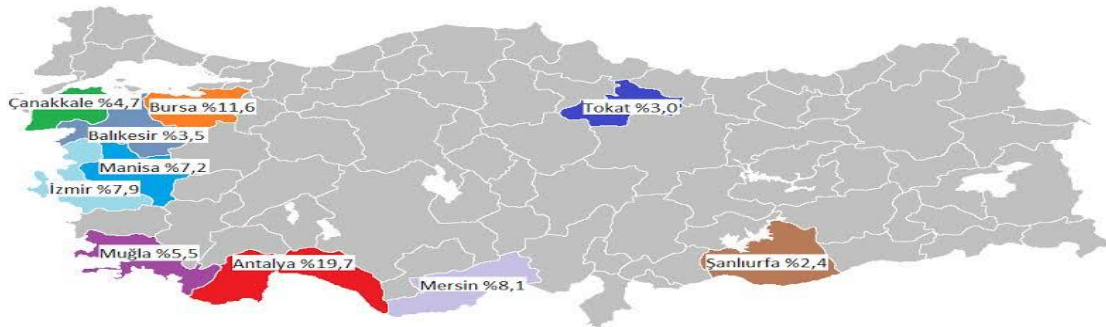 Çanakkale %4,7
Bursa %11,6
Tokat %3,0
Balıkesir %3,5
Manisa %7,2
İzmir %7,9
Muğla %5,5
Antalya %19,7
Şanlıurfa %2,4
Mersin %8,1